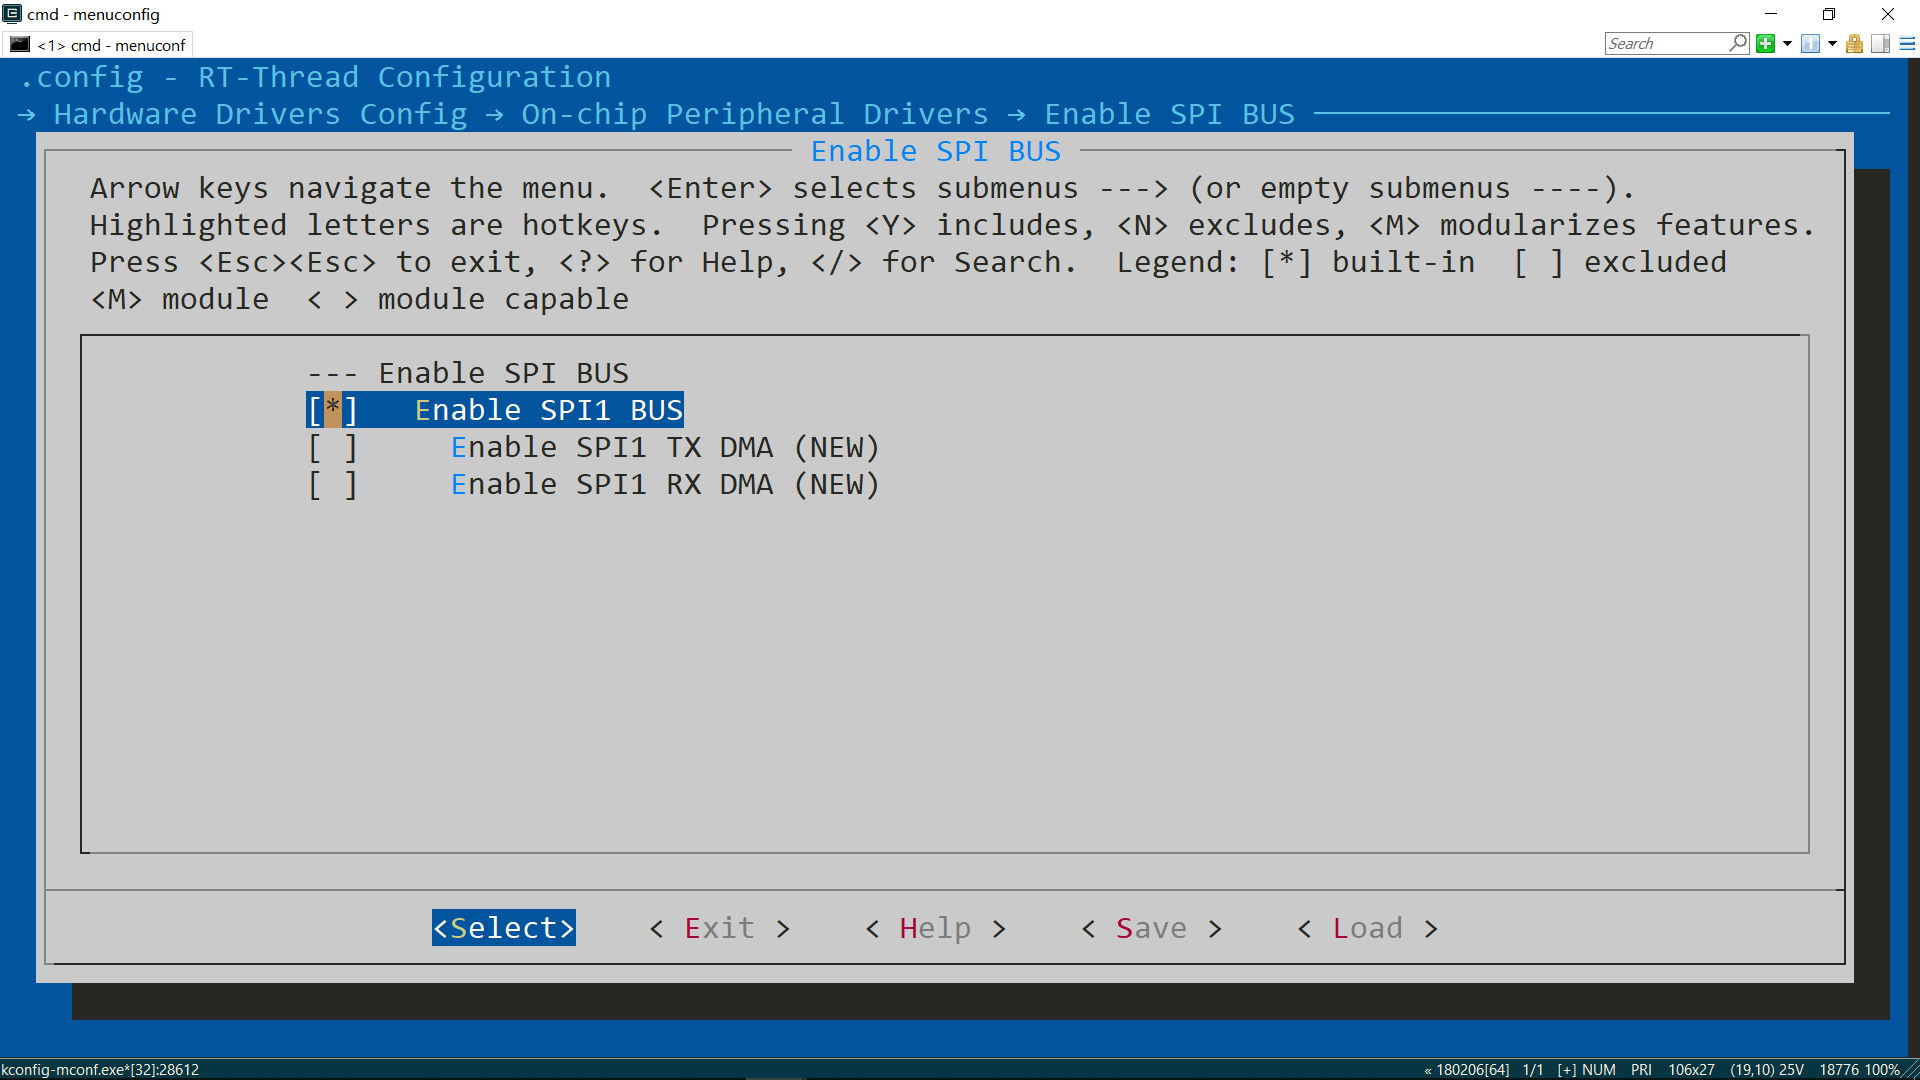 cmd - menuconfig
<1> cmd - menuconf
Search
.config - RT-Thread Configuration
→ Hardware Drivers Config → On-chip Peripheral Drivers → Enable SPI BUS
Enable SPI BUS
Arrow keys navigate the menu.  <Enter> selects submenus ---> (or empty submenus ----).
Highlighted letters are hotkeys.  Pressing <Y> includes, <N> excludes, <M> modularizes features.
Press <Esc><Esc> to exit, <?> for Help, </> for Search.  Legend: [*] built-in  [ ] excluded
<M> module  < > module capable
--- Enable SPI BUS
[*]   Enable SPI1 BUS
[ ]     Enable SPI1 TX DMA (NEW)
[ ]     Enable SPI1 RX DMA (NEW)
<Select>    < Exit >    < Help >    < Save >    < Load >
kconfig-mconf.exe*[32]:28612    « 180206[64]  1/1  [+] NUM  PRI  106x27  (19,10) 25V  18776 100%